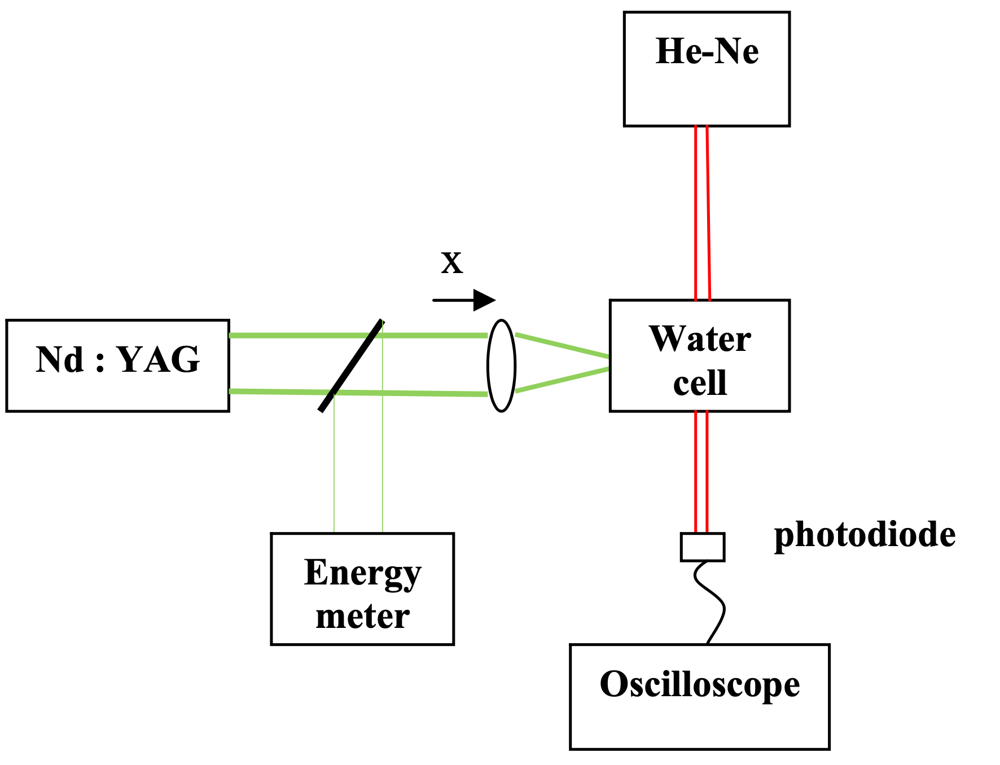 He-Ne
X
Nd : YAG
Water
cell
photodiode
Energy
meter
Oscilloscope